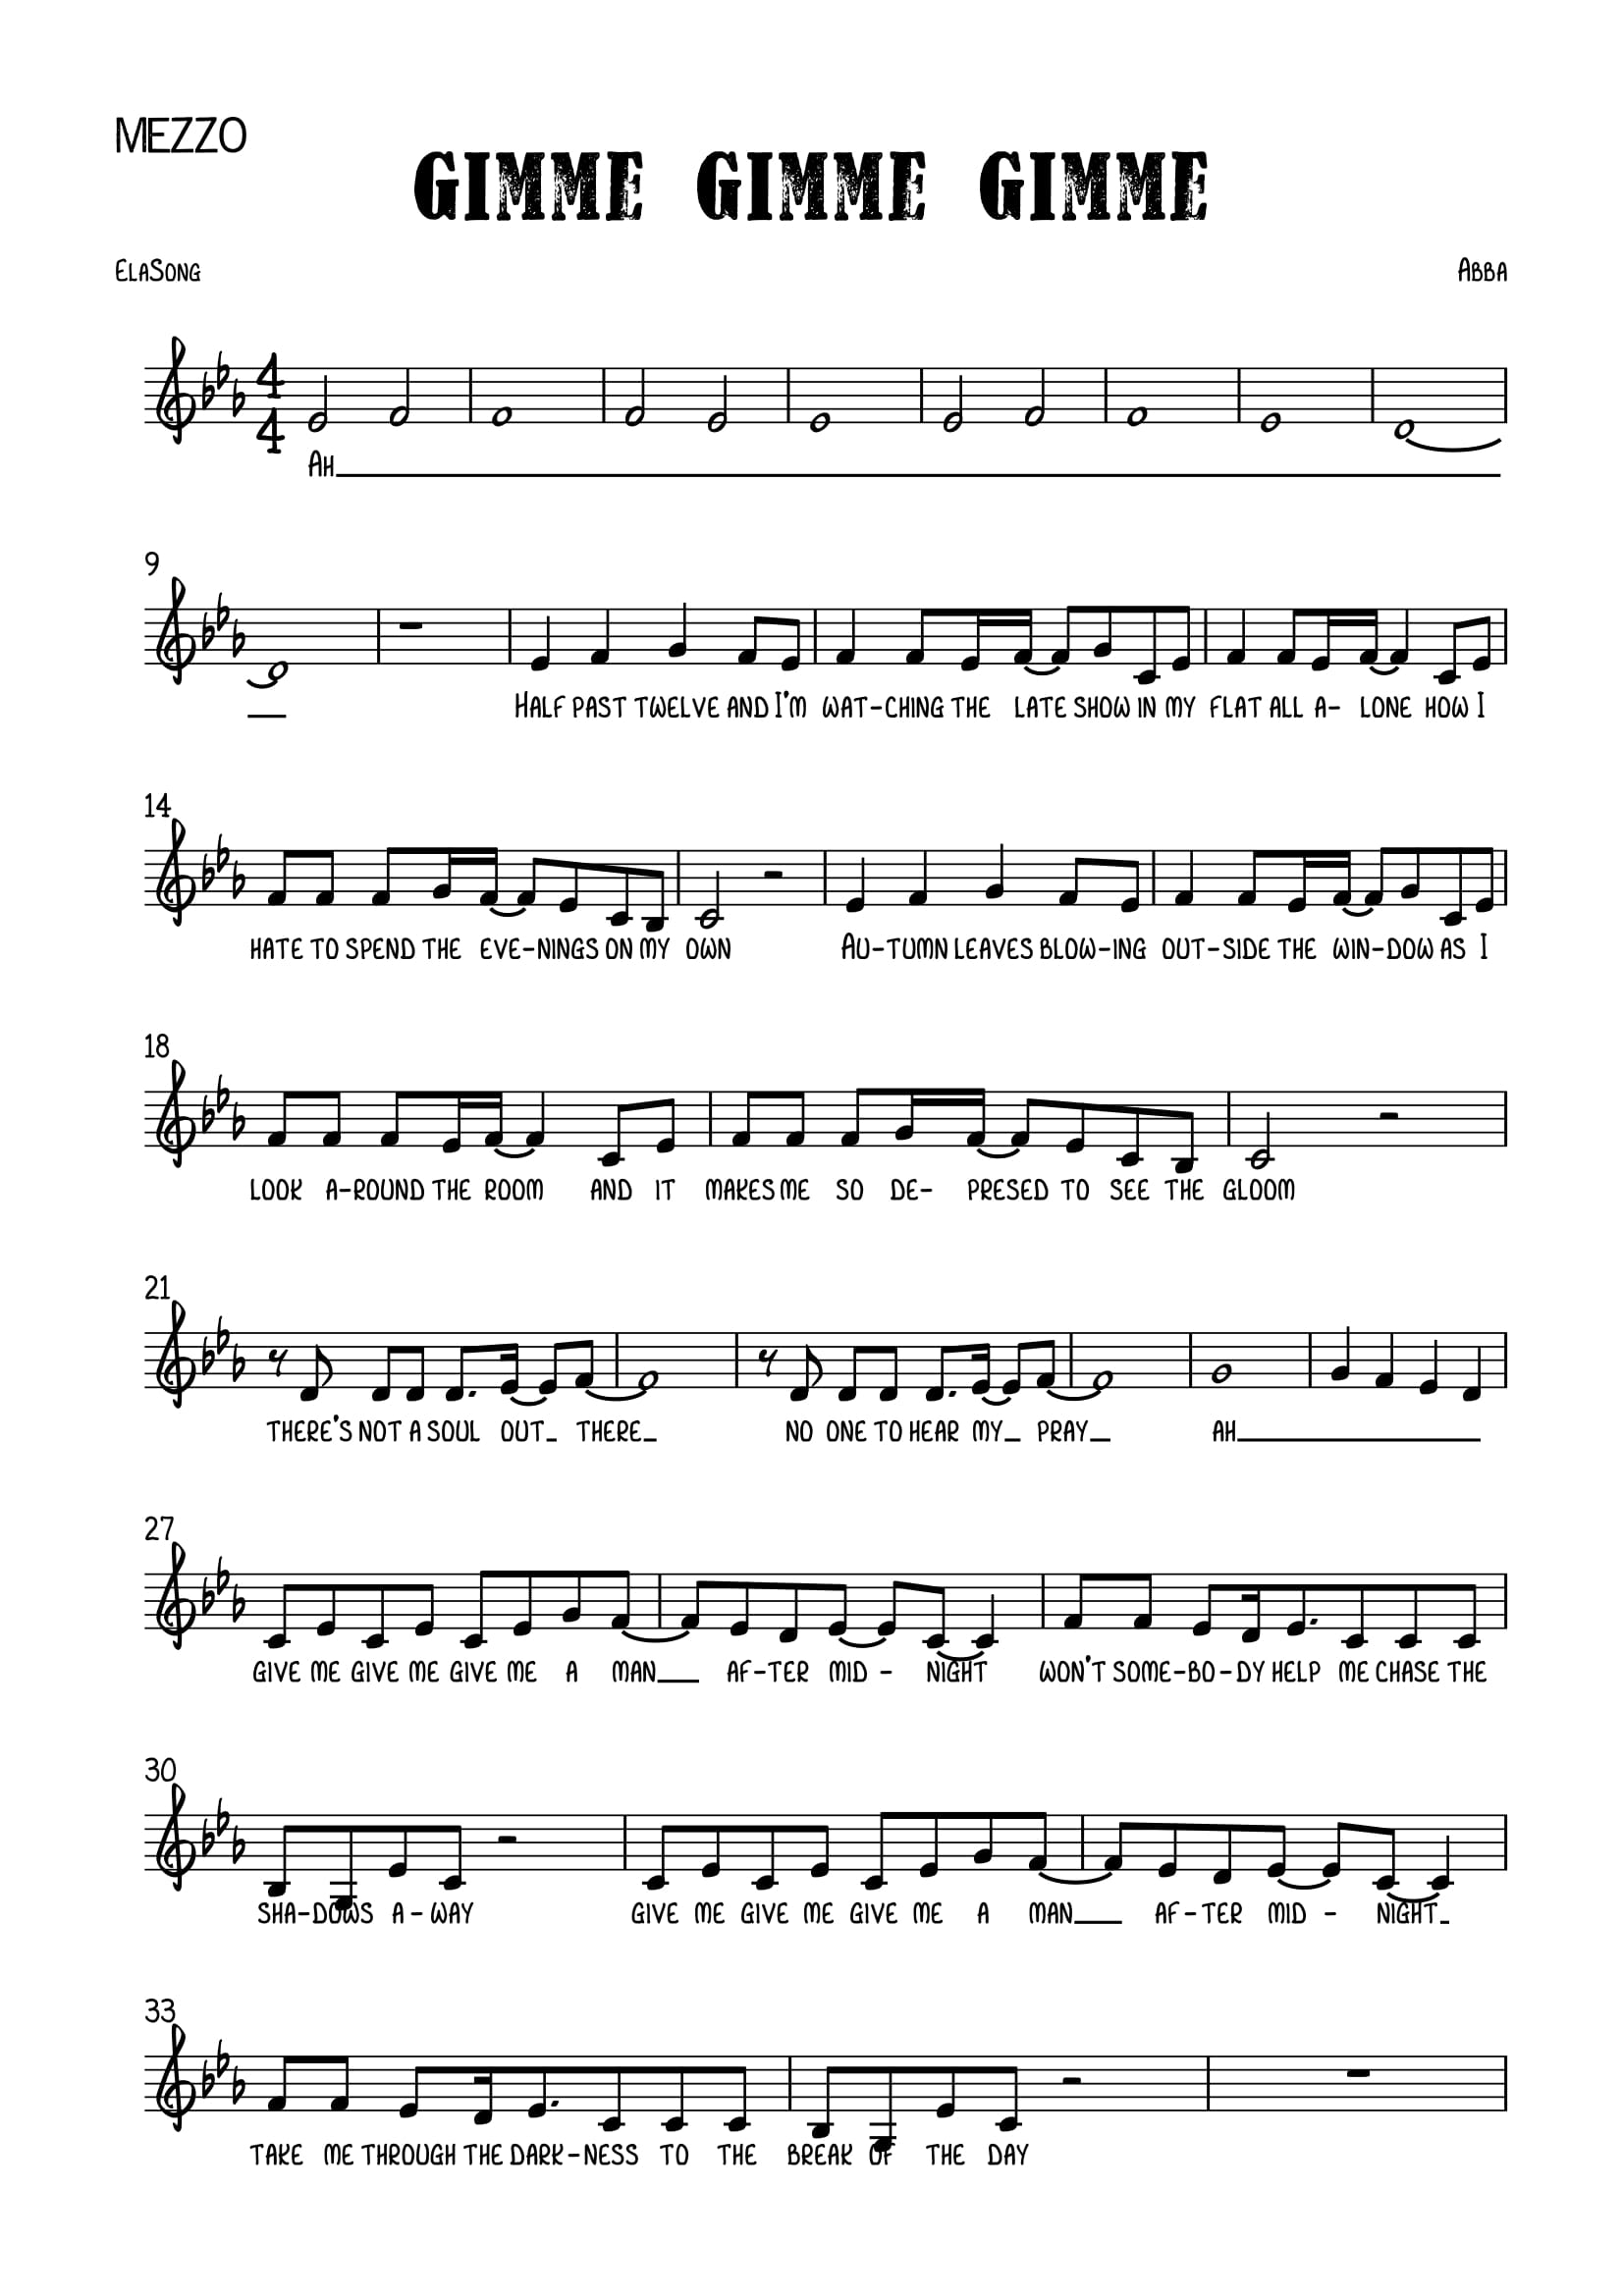 MEZZO
GIMME GIMME GIMME
ELASONG ABBA
4
4
AH
9
HALF PAST TWELVE AND I'M WAT-CHING THE LATE SHOW IN MY FLAT ALL A- LONE HOW I
14
HATE TO SPEND THE EVE-NINGS ON MY OWN AU-TUMN LEAVES BLOW-ING OUT-SIDE THE WIN-DOW AS I
18
LOOK A-ROUND THE ROOM AND IT MAKES ME SO DE- PRESED TO SEE THE GLOOM
21
THERE'S NOT A SOUL OUT_ THERE_ NO ONE TO HEAR MY_ PRAY_ AH
27
GIVE ME GIVE ME GIVE ME A MAN AF-TER MID - NIGHT WON'T SOME-BO-DY HELP ME CHASE THE
30
SHA-DOWS A-WAY GIVE ME GIVE ME GIVE ME A MAN AF-TER MID - NIGHT_
33
TAKE ME THROUGH THE DARK-NESS TO THE BREAK OF THE DAY